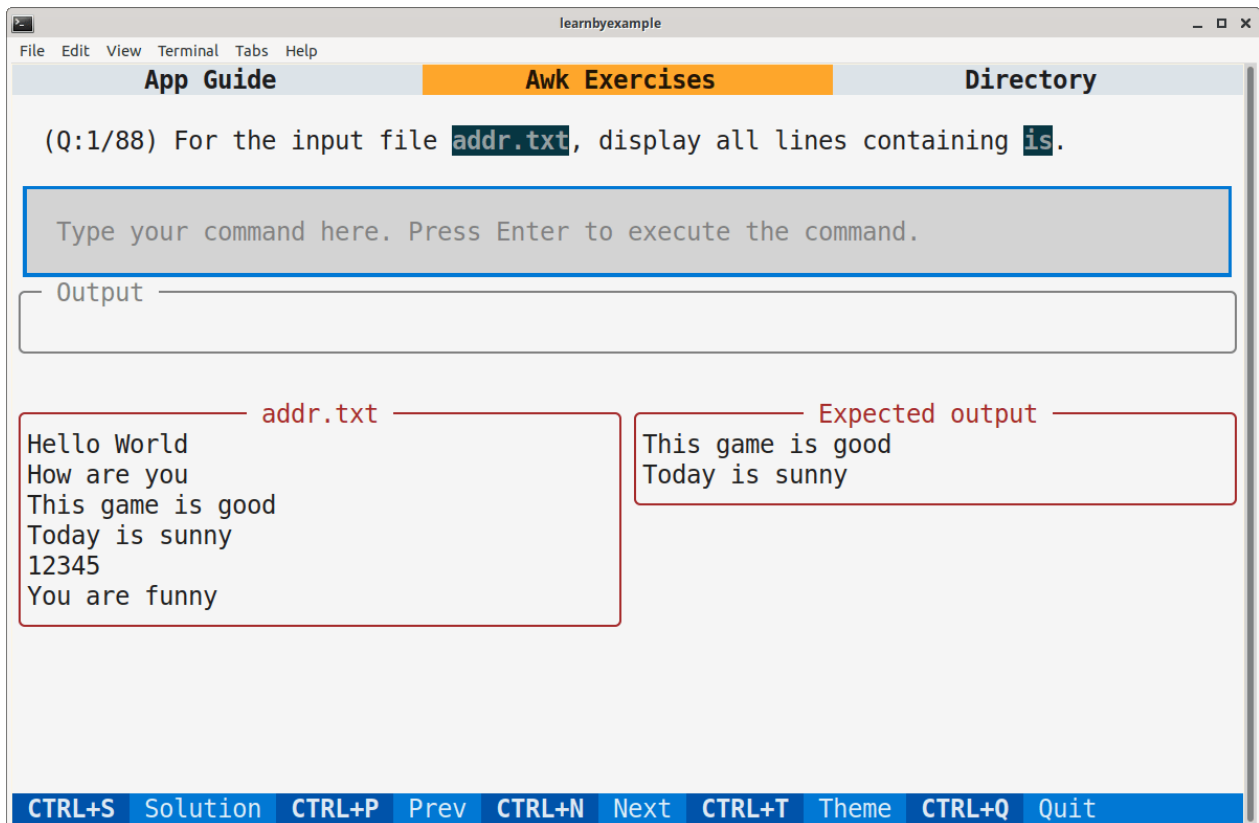 learnbyexample
File Edit View Terminal Tabs Help
App Guide Awk Exercises Directory
(Q:1/88) For the input file addr.txt, display all lines containing is.
Type your command here. Press Enter to execute the command.
Output
addr.txt
Hello World
How are you
This game is good
Today is sunny
12345
You are funny
Expected output
This game is good
Today is sunny
CTRL+S Solution CTRL+P Prev CTRL+N Next CTRL+T Theme CTRL+Q Quit